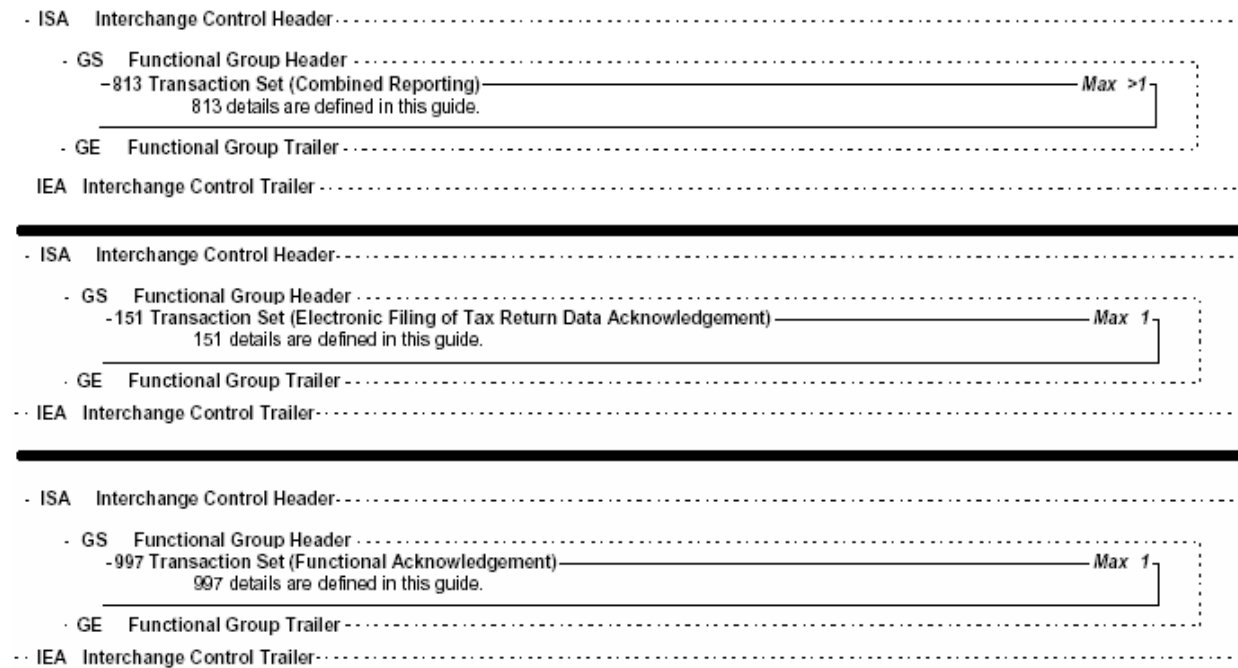 ISA Interchange Control Header
GS Functional Group Header
813 Transaction Set (Combined Reporting) Max >1
813 details are defined in this guide.
GE Functional Group Trailer
IEA Interchange Control Trailer
ISA Interchange Control Header
GS Functional Group Header
151 Transaction Set (Electronic Filing of Tax Return Data Acknowledgement) Max 1
151 details are defined in this guide.
GE Functional Group Trailer
IEA Interchange Control Trailer
ISA Interchange Control Header
GS Functional Group Header
997 Transaction Set (Functional Acknowledgement) Max 1
997 details are defined in this guide.
GE Functional Group Trailer
IEA Interchange Control Trailer